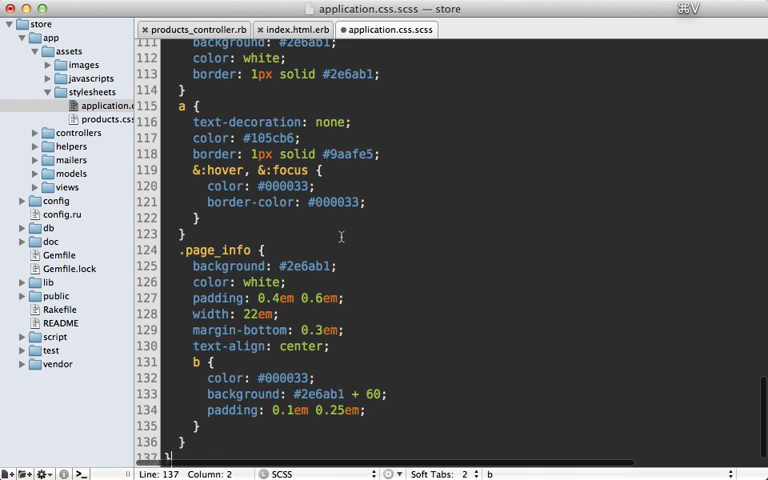 application.css.scss — store
⌘V
products_controller.rb
index.html.erb
application.css.scss
store
app
assets
images
javascripts
stylesheets
application.c
products.css
controllers
helpers
mailers
models
views
config
config.ru
db
doc
Gemfile
Gemfile.lock
lib
public
Rakefile
README
script
test
vendor
111 background: #2e6ab1;
112 color: white;
113 border: 1px solid #2e6ab1;
114 }
115 a {
116 text-decoration: none;
117 color: #105cb6;
118 border: 1px solid #9aafe5;
119 &:hover, &:focus {
120 color: #000033;
121 border-color: #000033;
122 }
123 }
124 .page_info {
125 background: #2e6ab1;
126 color: white;
127 padding: 0.4em 0.6em;
128 width: 22em;
129 margin-bottom: 0.3em;
130 text-align: center;
131 b {
132 color: #000033;
133 background: #2e6ab1 + 60;
134 padding: 0.1em 0.25em;
135 }
136 }
137 }
Line: 137 Column: 2 SCSS Soft Tabs: 2 b